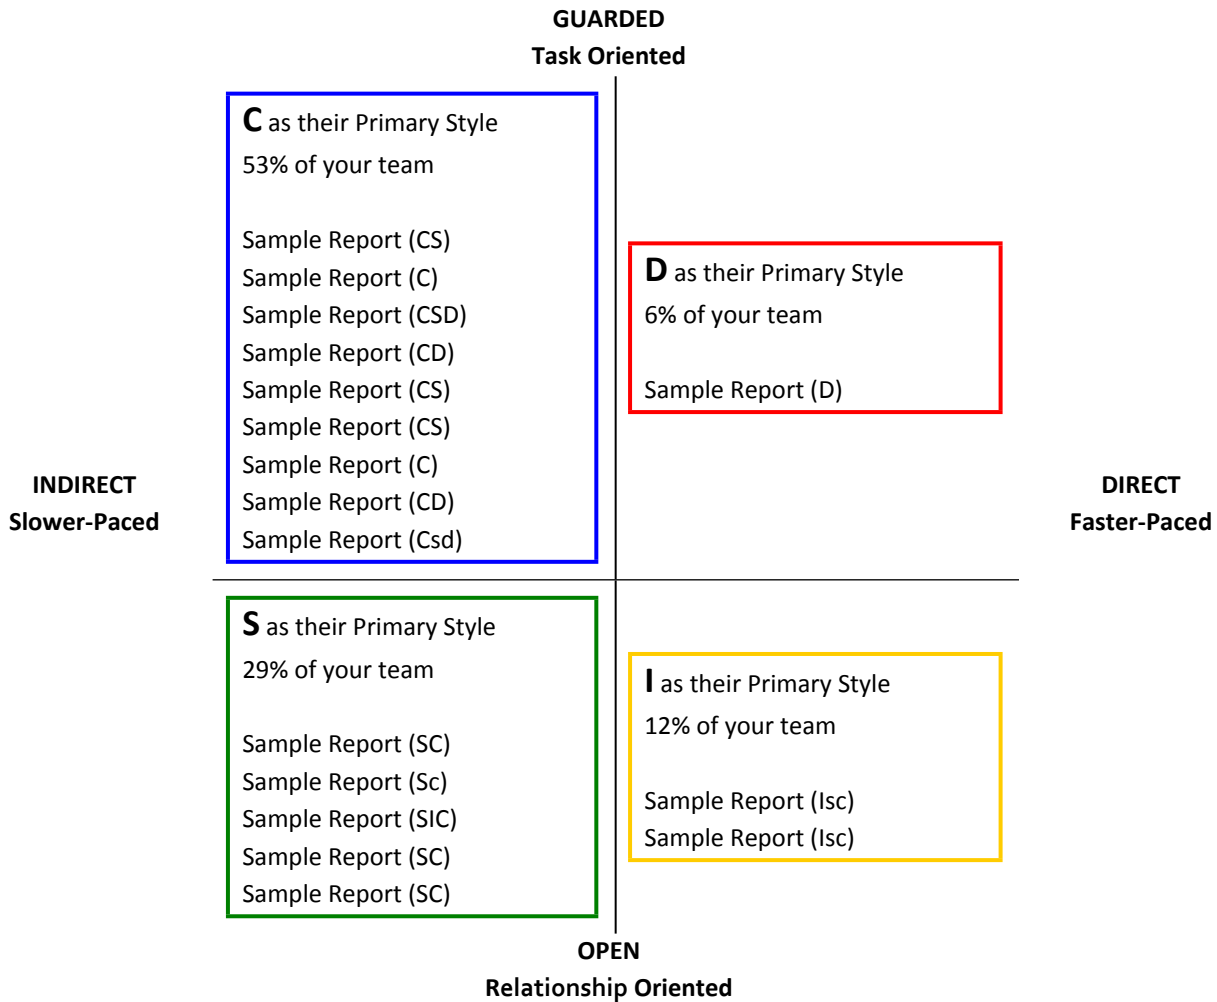 GUARDED
Task Oriented
C as their Primary Style
53% of your team
Sample Report (CS)
Sample Report (C)
Sample Report (CSD)
Sample Report (CD)
Sample Report (CS)
Sample Report (CS)
Sample Report (C)
Sample Report (CD)
Sample Report (Csd)
D as their Primary Style
6% of your team
Sample Report (D)
INDIRECT
Slower-Paced
DIRECT
Faster-Paced
S as their Primary Style
29% of your team
Sample Report (SC)
Sample Report (Sc)
Sample Report (SIC)
Sample Report (SC)
Sample Report (SC)
I as their Primary Style
12% of your team
Sample Report (Isc)
Sample Report (Isc)
OPEN
Relationship Oriented